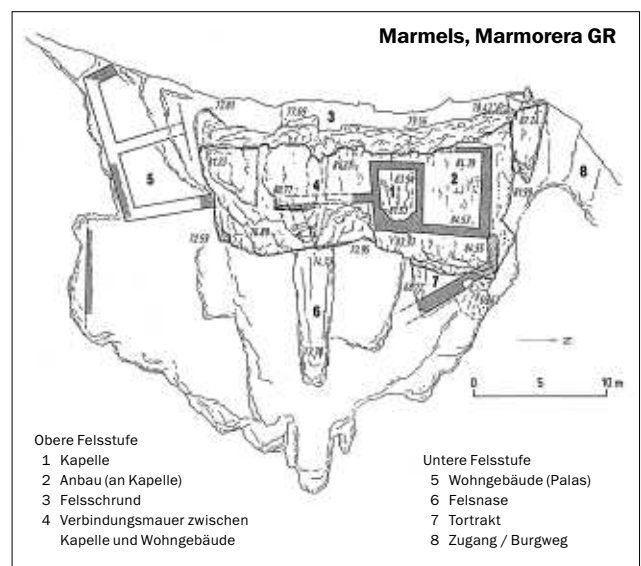 Marmels, Marmorera GR
3
2
1
4
5
8
7
6
N
0 5 10 m
Obere Felsstufe
1 Kapelle
2 Anbau (an Kapelle)
3 Felsschrund
4 Verbindungsmauer zwischen
Kapelle und Wohngebäude
Untere Felsstufe
5 Wohngebäude (Palas)
6 Felsnase
7 Tortrakt
8 Zugang / Burgweg